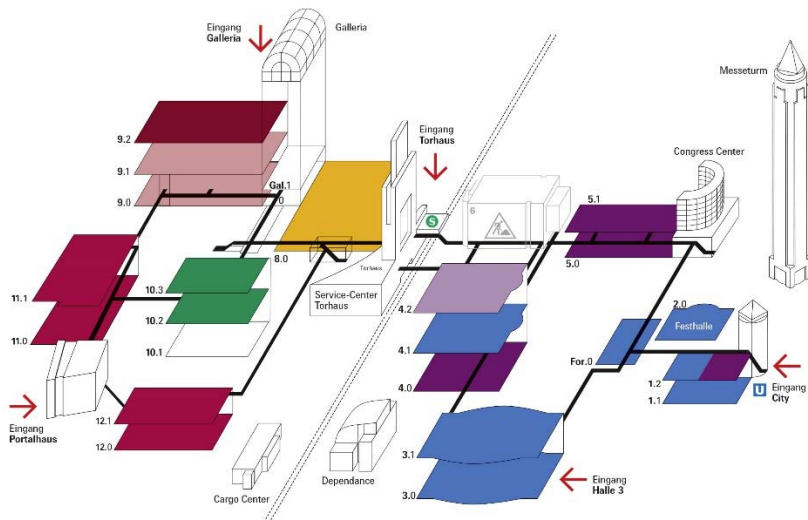 Eingang
Galleria
Galleria
Messeturm
Eingang
Torhaus
9.2
Congress Center
9.1
Gal.1
0
9.0
6
5.1
S
8.0
5.0
Torhaus
10.3
11.1
Service-Center
Torhaus
4.2
2.0
10.2
Festhalle
11.0
4.1
10.1
For.0
4.0
1.2
U
Eingang
City
1.1
Eingang
Portalhaus
12.1
12.0
3.1
Cargo Center
Dependance
3.0
Eingang
Halle 3